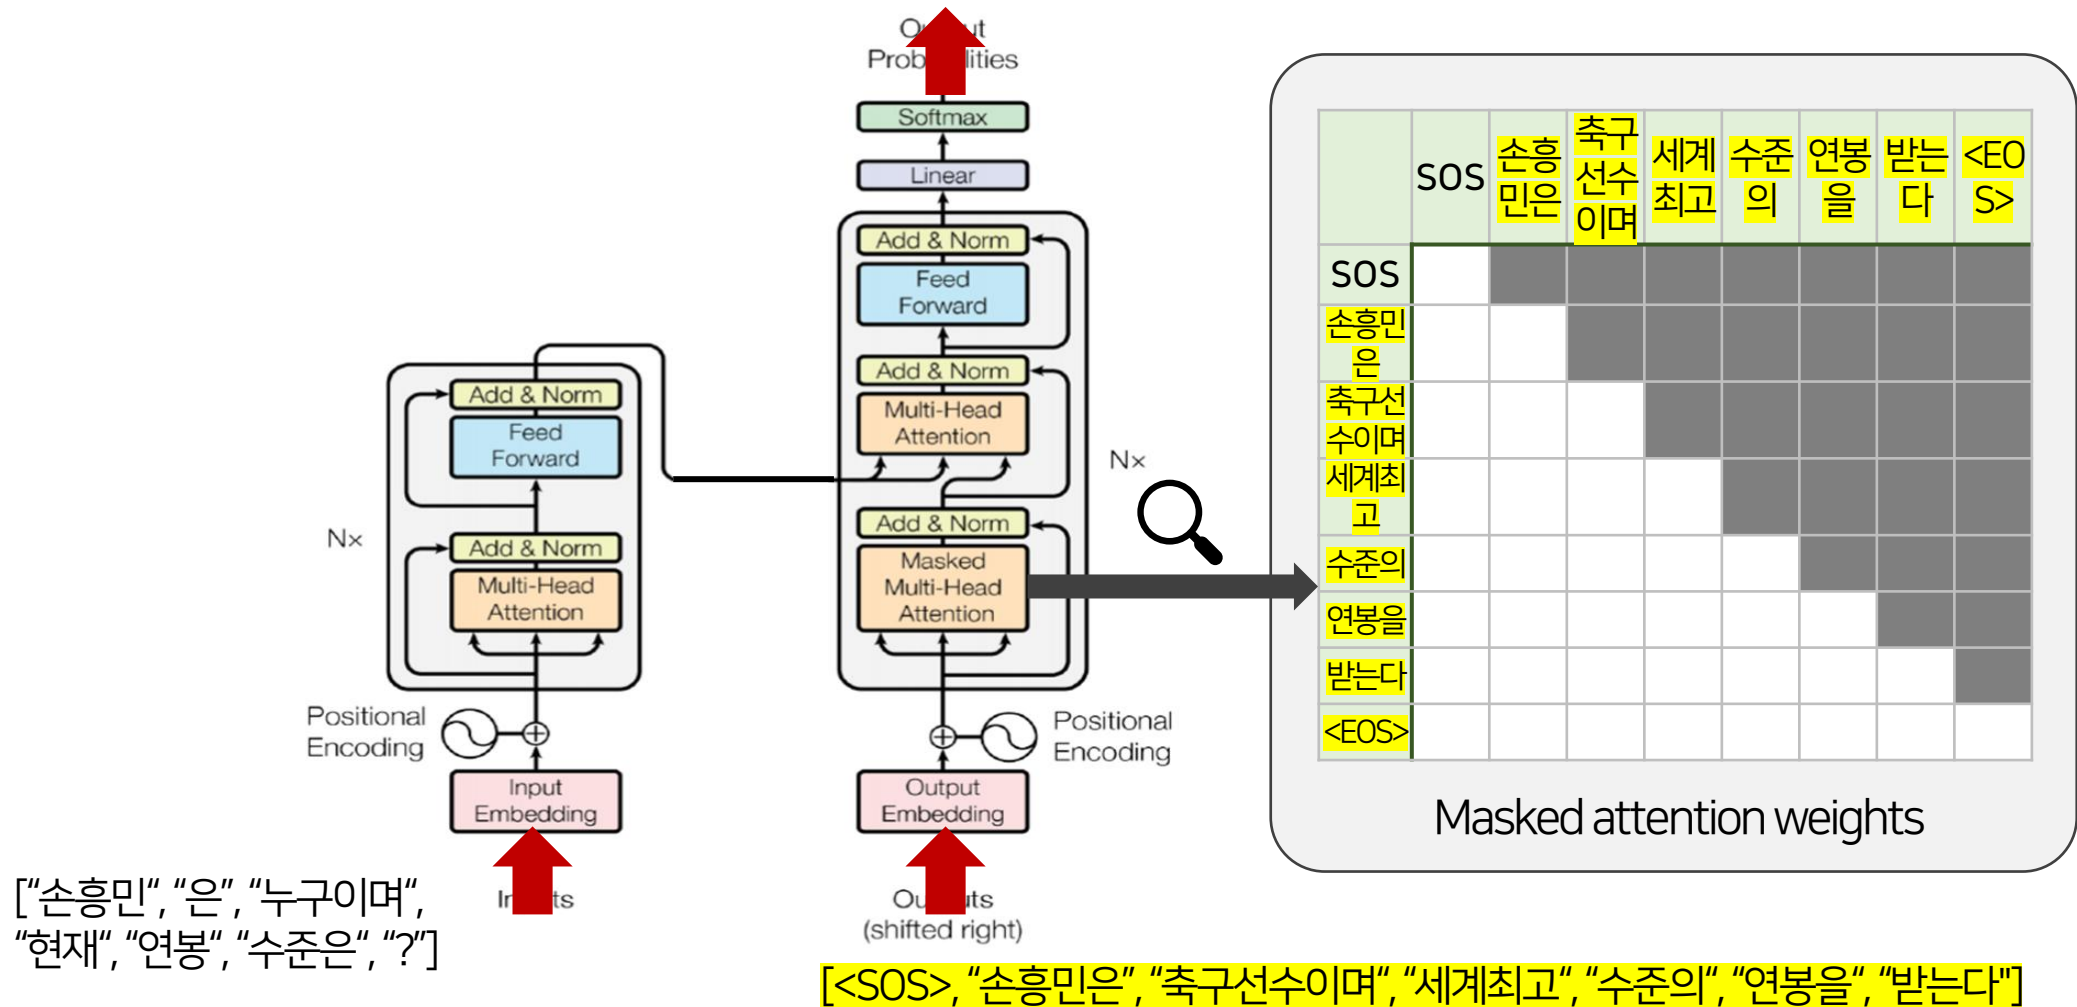 Probabilities
Softmax
Linear
Add & Norm
Feed
Forward
Add & Norm
Multi-Head
Attention
Nx
Add & Norm
Masked
Multi-Head
Attention
Positional
Encoding
Output
Embedding
(shifted right)
Add & Norm
Feed
Forward
Nx
Add & Norm
Multi-Head
Attention
Positional
Encoding
Input
Embedding
["손흥민", "은", "누구이며",
"현재", "연봉", "수준은", "?"]
[<SOS>, "손흥민은", "축구선수이며", "세계최고", "수준의", "연봉을", "받는다"]
SOS
손흥
민은
축구
선수
이며
세계
최고
수준
의
연봉
을
받는
다
<EO
S>
SOS
손흥민
은
축구선
수이며
세계최
고
수준의
연봉을
받는다
<EOS>
Masked attention weights